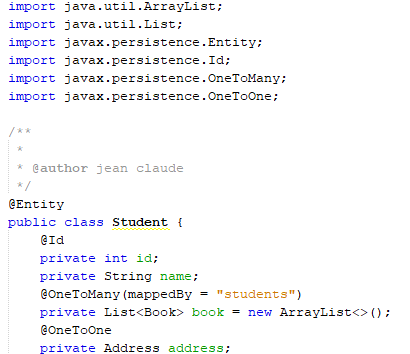 import java.util.ArrayList;
import java.util.List;
import javax.persistence.Entity;
import javax.persistence.Id;
import javax.persistence.OneToMany;
import javax.persistence.OneToOne;
/**
 *
 * @author jean claude
 */
@Entity
public class Student {
    @Id
    private int id;
    private String name;
    @OneToMany(mappedBy = "students")
    private List<Book> book = new ArrayList<>();
    @OneToOne
    private Address address;